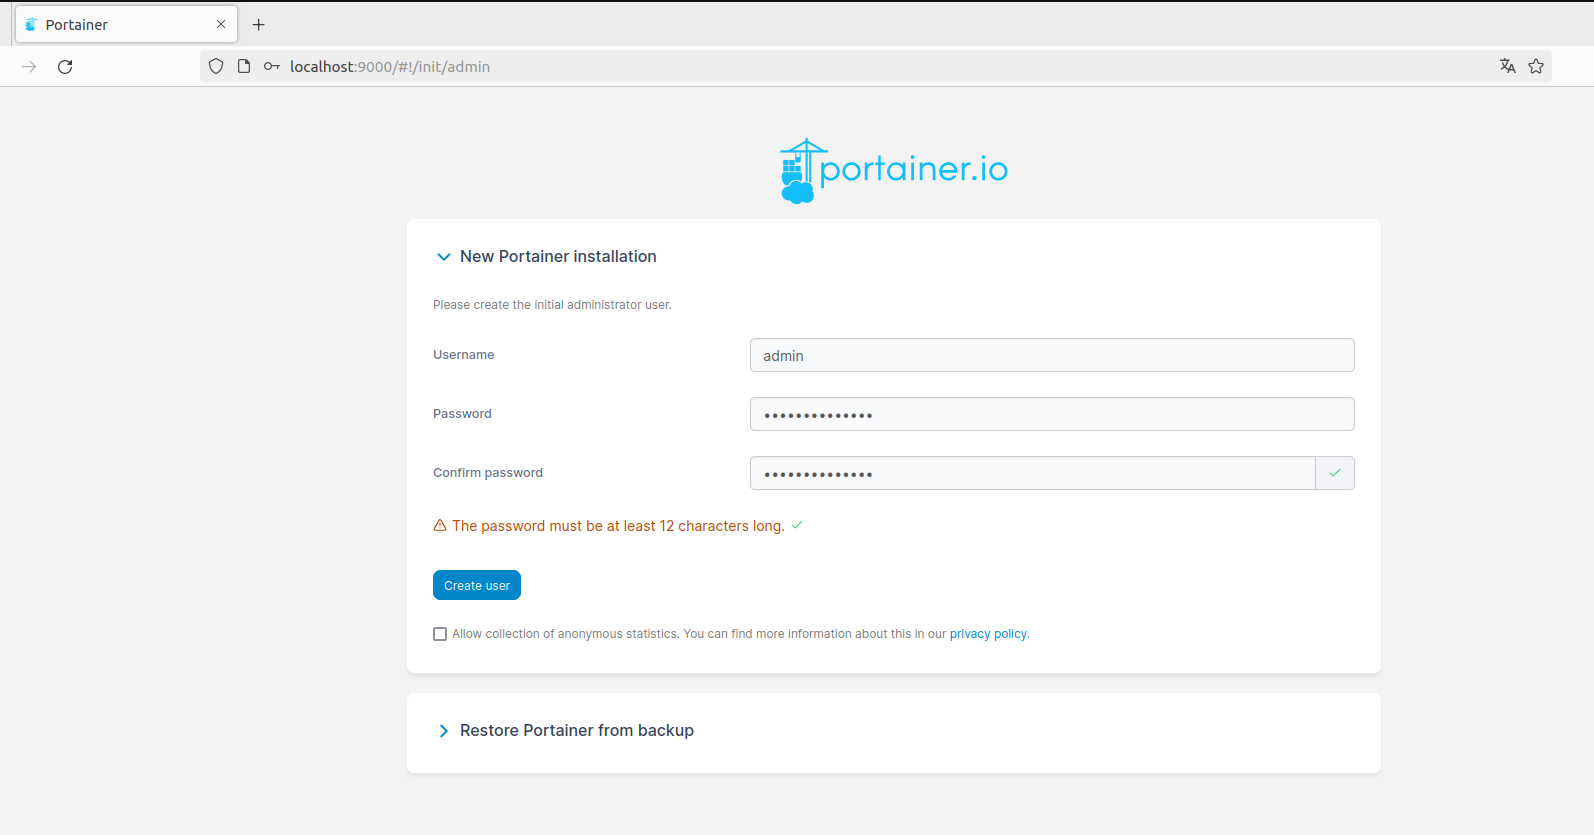 Portainer
localhost:9000/#!/init/admin
portainer.io
New Portainer installation
Please create the initial administrator user.
Username
admin
Password
••••••••••••••
Confirm password
••••••••••••••
The password must be at least 12 characters long.
Create user
Allow collection of anonymous statistics. You can find more information about this in our privacy policy.
Restore Portainer from backup